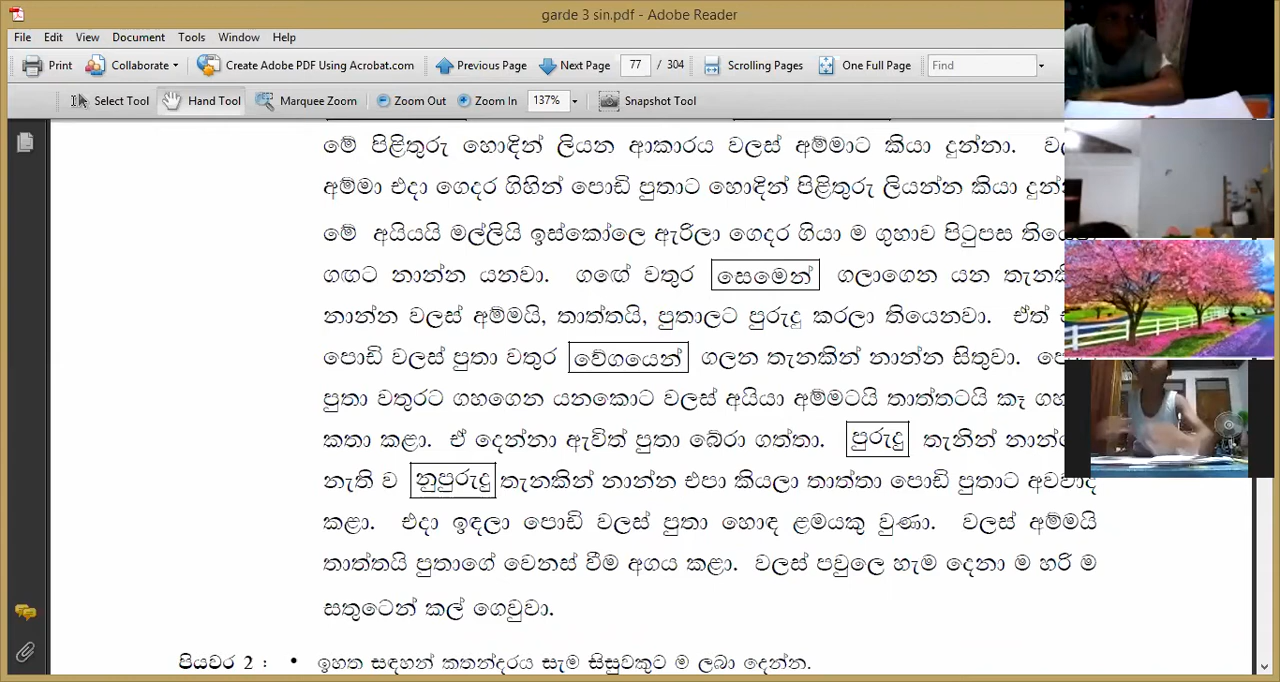 garde 3 sin.pdf - Adobe Reader
File Edit View Document Tools Window Help
Print Collaborate Create Adobe PDF Using Acrobat.com Previous Page Next Page 77 / 304 Scrolling Pages One Full Page Find
Select Tool Hand Tool Marquee Zoom Zoom Out Zoom In 137% Snapshot Tool
මේ පිළිතුරු හොඳින් ලියන ආකාරය වලස් අම්මාට කියා දුන්නා.
අම්මා එදා ගෙදර ගිහින් පොඩි පුතාට හොඳින් පිළිතුරු ලියන්න කියා
මේ අයියයි මල්ලියි ඉස්කෝලෙ ඇරිලා ගෙදර ගියා ම ගුහාව පිටුපස
ගඟට නාන්න යනවා. ගඟේ වතුර සෙමෙන් ගලාගෙන යන
නාන්න වලස් අම්මයි, තාත්තයි, පුතාලට පුරුදු කරලා තියෙනවා. ඒත්
පොඩි වලස් පුතා වතුර වේගයෙන් ගලන තැනකින් නාන්න සිතුවා.
පුතා වතුරට ගහගෙන යනකොට වලස් අයියා අම්මටයි තාත්තටයි කෑ
කතා කළා. ඒ දෙන්නා ඇවිත් පුතා බේරා ගත්තා. පුරුදු තැනින්
නැති ව නුපුරුදු තැනකින් නාන්න එපා කියලා තාත්තා පොඩි පුතාට අවවාද
කළා. එදා ඉඳලා පොඩි වලස් පුතා හොඳ ළමයකු වුණා. වලස් අම්මයි
තාත්තයි පුතාගේ වෙනස් වීම අගය කළා. වලස් පවුලෙ හැම දෙනා ම හරි ම
සතුටෙන් කල් ගෙවුවා.
පියවර 2 : • ඉහත සඳහන් කතන්දරය සැම සිසුවකුට ම ලබා දෙන්න.